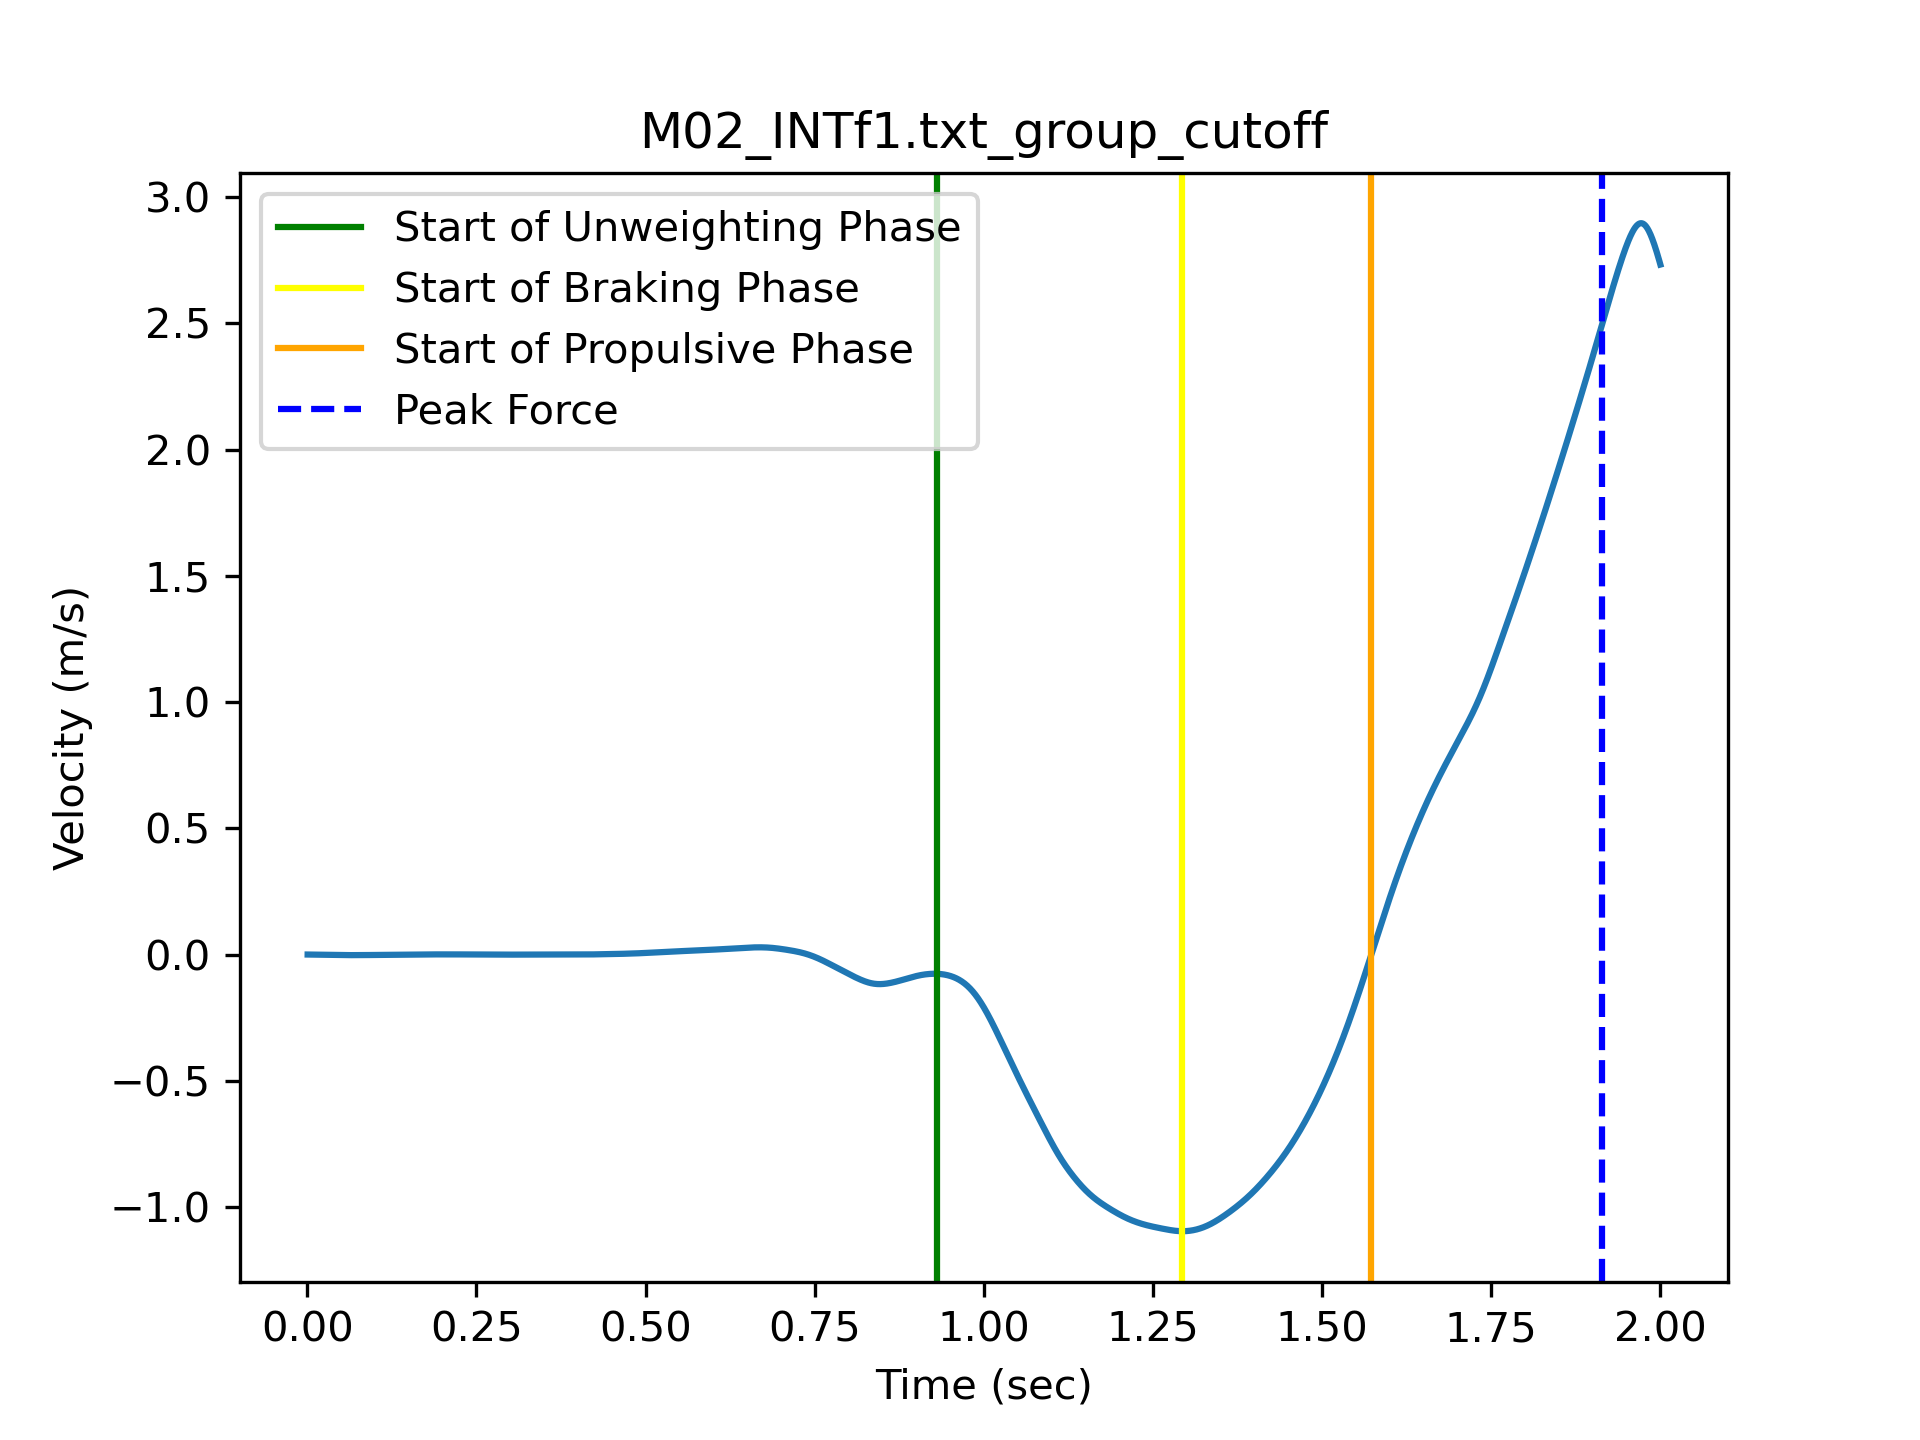 M02_INTf1.txt_group_cutoff
3.0
2.5
2.0
1.5
1.0
0.5
0.0
−0.5
−1.0
Velocity (m/s)
Start of Unweighting Phase
Start of Braking Phase
Start of Propulsive Phase
Peak Force
0.00 0.25 0.50 0.75 1.00 1.25 1.50 1.75 2.00
Time (sec)